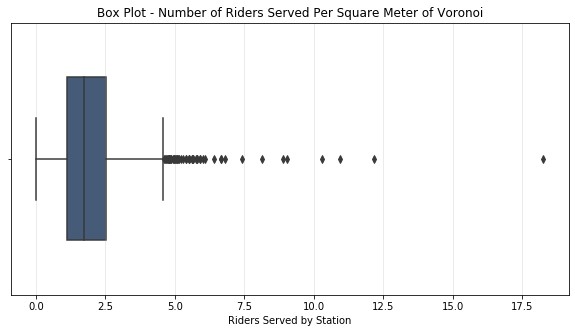 Box Plot - Number of Riders Served Per Square Meter of Voronoi
0.0 2.5 5.0 7.5 10.0 12.5 15.0 17.5
Riders Served by Station